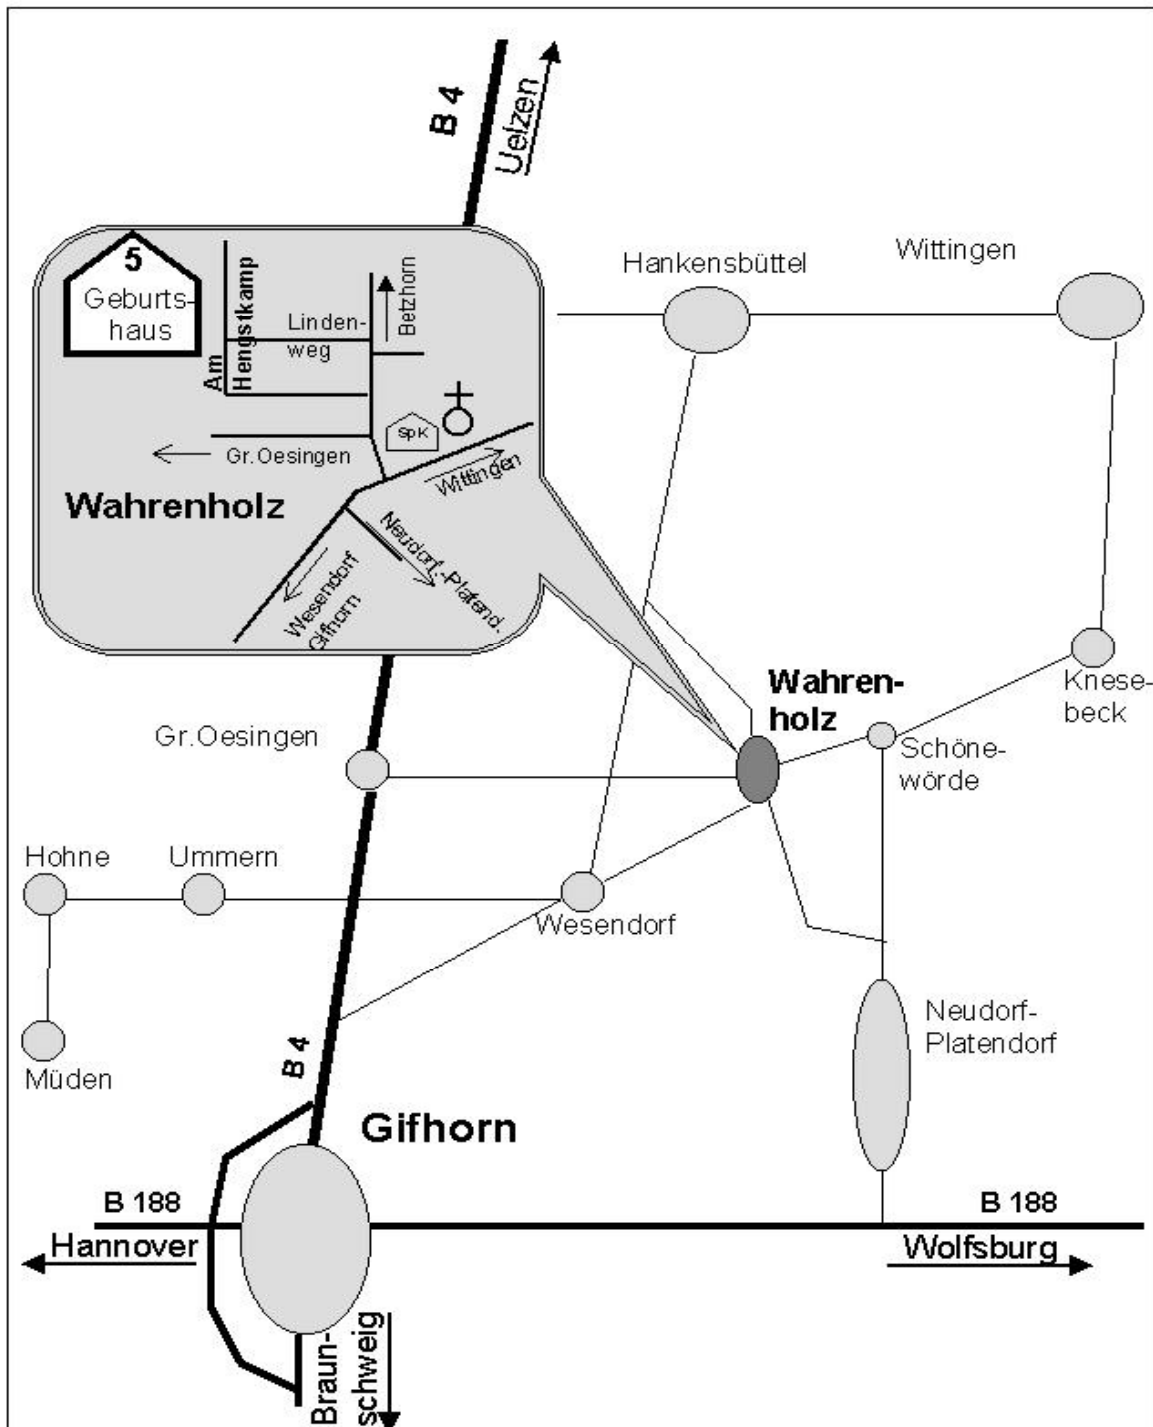 B 4
Uelzen
5
Geburts-
haus
Am
Hengstkamp
Linden-
weg
Betzhorn
SpK
Gr.Oesingen
Wittingen
Wahrenholz
Neudorf.-Platend.
Wesendorf
Gifhorn
Hankensbüttel
Wittingen
Wahren-
holz
Knese-
beck
Schöne-
wörde
Gr.Oesingen
Hohne
Ummern
Wesendorf
Müden
Neudorf-
Platendorf
B 4
Gifhorn
B 188
B 188
Hannover
Wolfsburg
Braun-
schweig